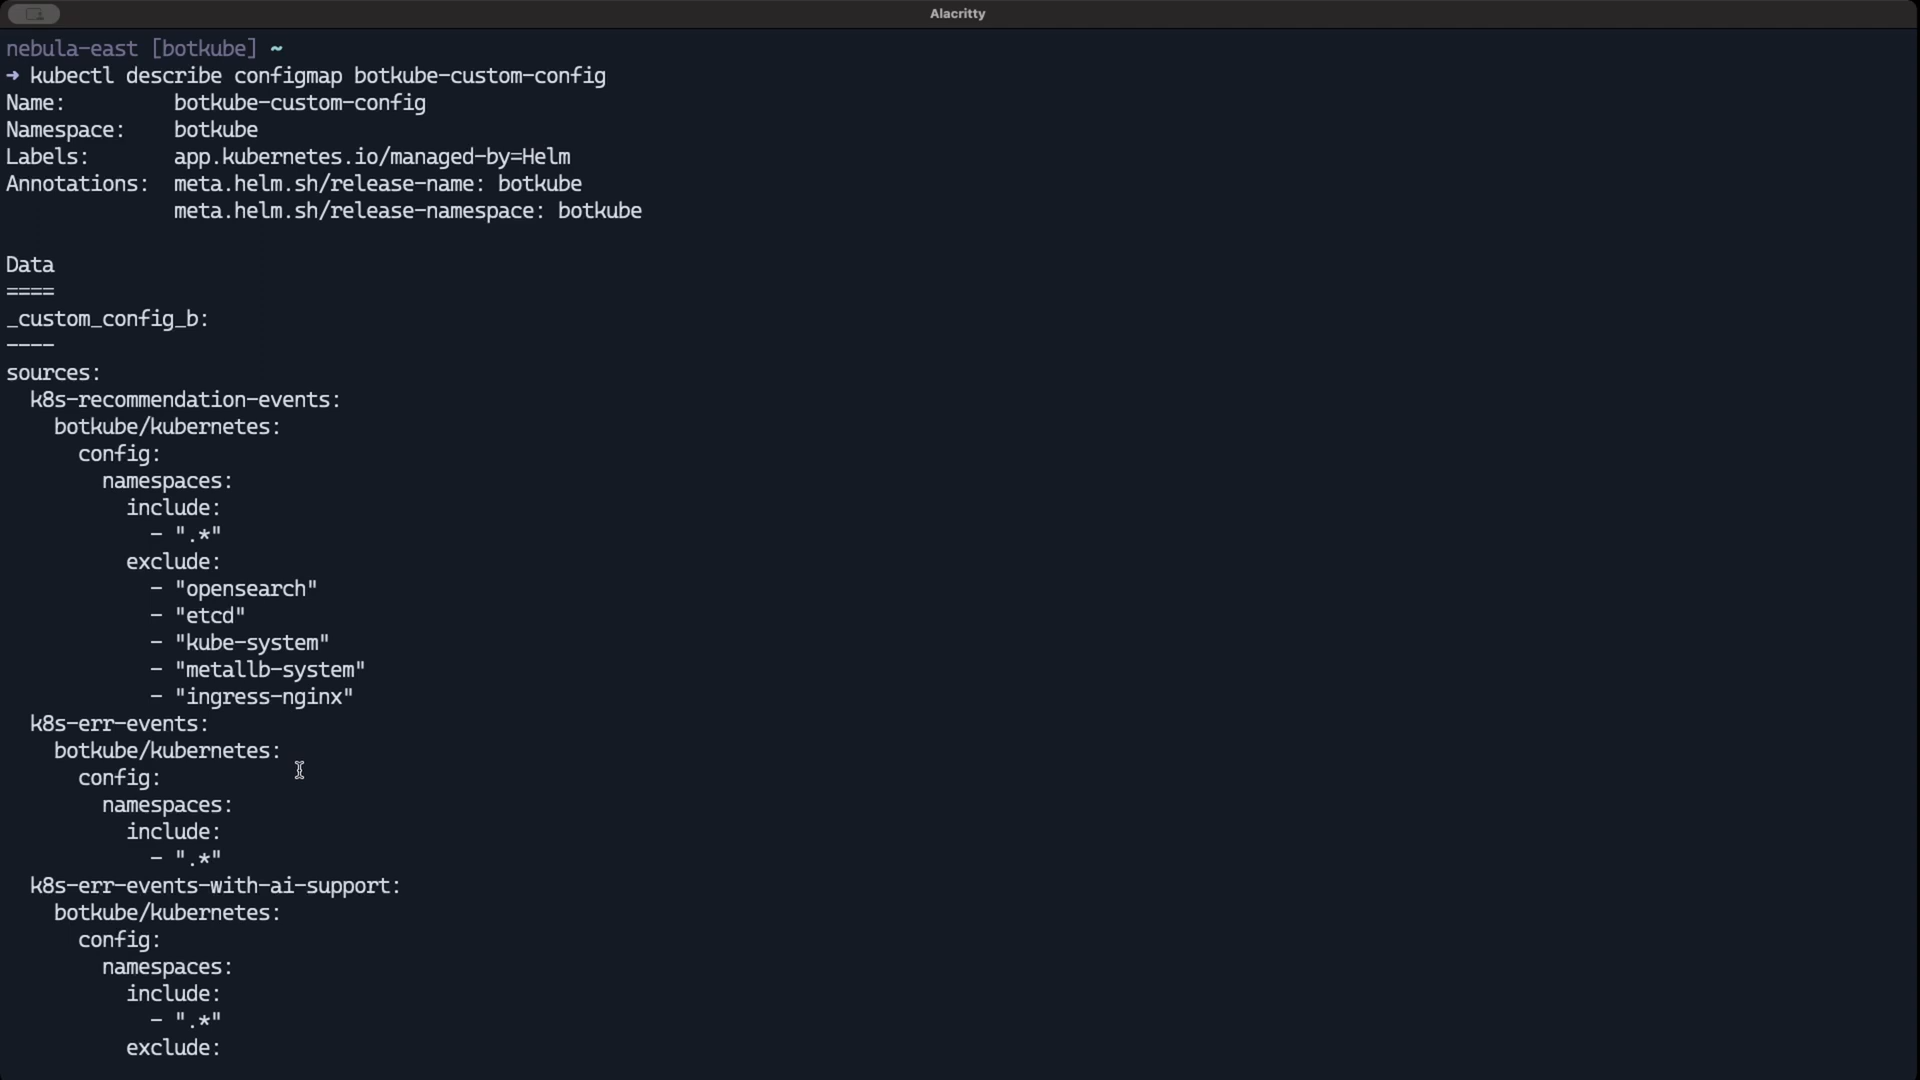 Alacritty
nebula-east [botkube] ~
➜ kubectl describe configmap botkube-custom-config
Name:         botkube-custom-config
Namespace:    botkube
Labels:       app.kubernetes.io/managed-by=Helm
Annotations:  meta.helm.sh/release-name: botkube
              meta.helm.sh/release-namespace: botkube

Data
====
_custom_config_b:
----
sources:
  k8s-recommendation-events:
    botkube/kubernetes:
      config:
        namespaces:
          include:
            - ".*"
          exclude:
            - "opensearch"
            - "etcd"
            - "kube-system"
            - "metallb-system"
            - "ingress-nginx"
  k8s-err-events:
    botkube/kubernetes:
      config:
        namespaces:
          include:
            - ".*"
  k8s-err-events-with-ai-support:
    botkube/kubernetes:
      config:
        namespaces:
          include:
            - ".*"
          exclude: